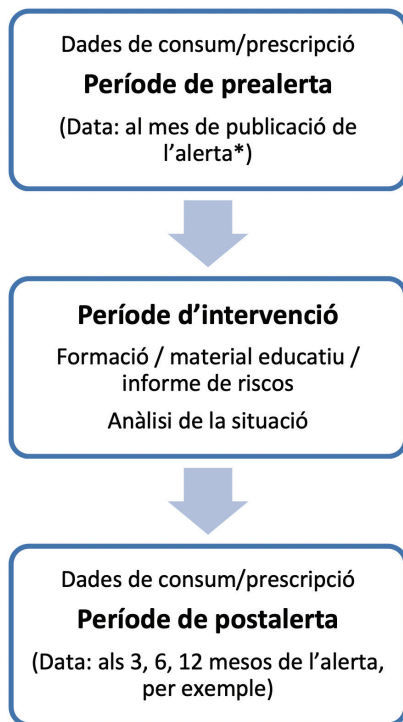 Dades de consum/prescripció
Període de prealerta
(Data: al mes de publicació de
l’alerta*)
Període d’intervenció
Formació / material educatiu /
informe de riscos
Anàlisi de la situació
Dades de consum/prescripció
Període de postalerta
(Data: als 3, 6, 12 mesos de l’alerta,
per exemple)